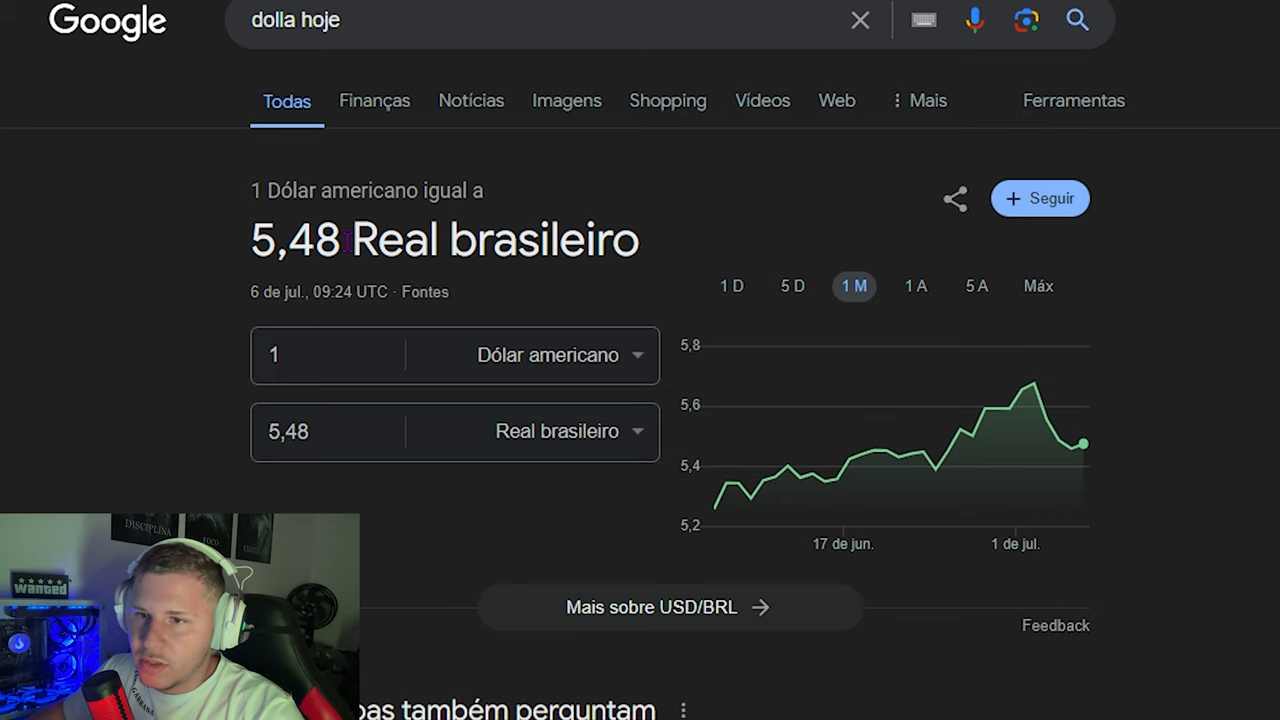 Google
dolla hoje
Todas
Finanças
Notícias
Imagens
Shopping
Vídeos
Web
Mais
Ferramentas
1 Dólar americano igual a
5,48 Real brasileiro
6 de jul., 09:24 UTC · Fontes
Seguir
1 D
5 D
1 M
1 A
5 A
Máx
1
Dólar americano
5,48
Real brasileiro
5,8
5,6
5,4
5,2
17 de jun.
1 de jul.
Mais sobre USD/BRL
Feedback
também perguntam
DISCIPLINA
FOCO
wanted